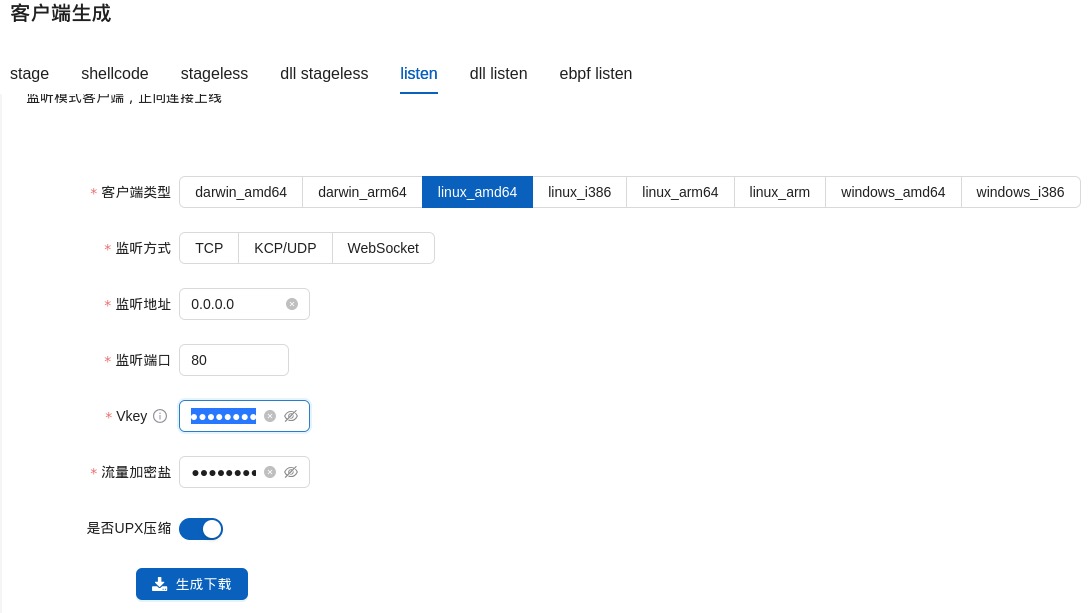 客户端生成
stage shellcode stageless dll stageless listen dll listen ebpf listen
监听模式客户端，正向连接上线
* 客户端类型 darwin_amd64 darwin_arm64 linux_amd64 linux_i386 linux_arm64 linux_arm windows_amd64 windows_i386
* 监听方式 TCP KCP/UDP WebSocket
* 监听地址 0.0.0.0
* 监听端口 80
* Vkey ●●●●●●●●
* 流量加密盐 ●●●●●●●●
是否UPX压缩
生成下载